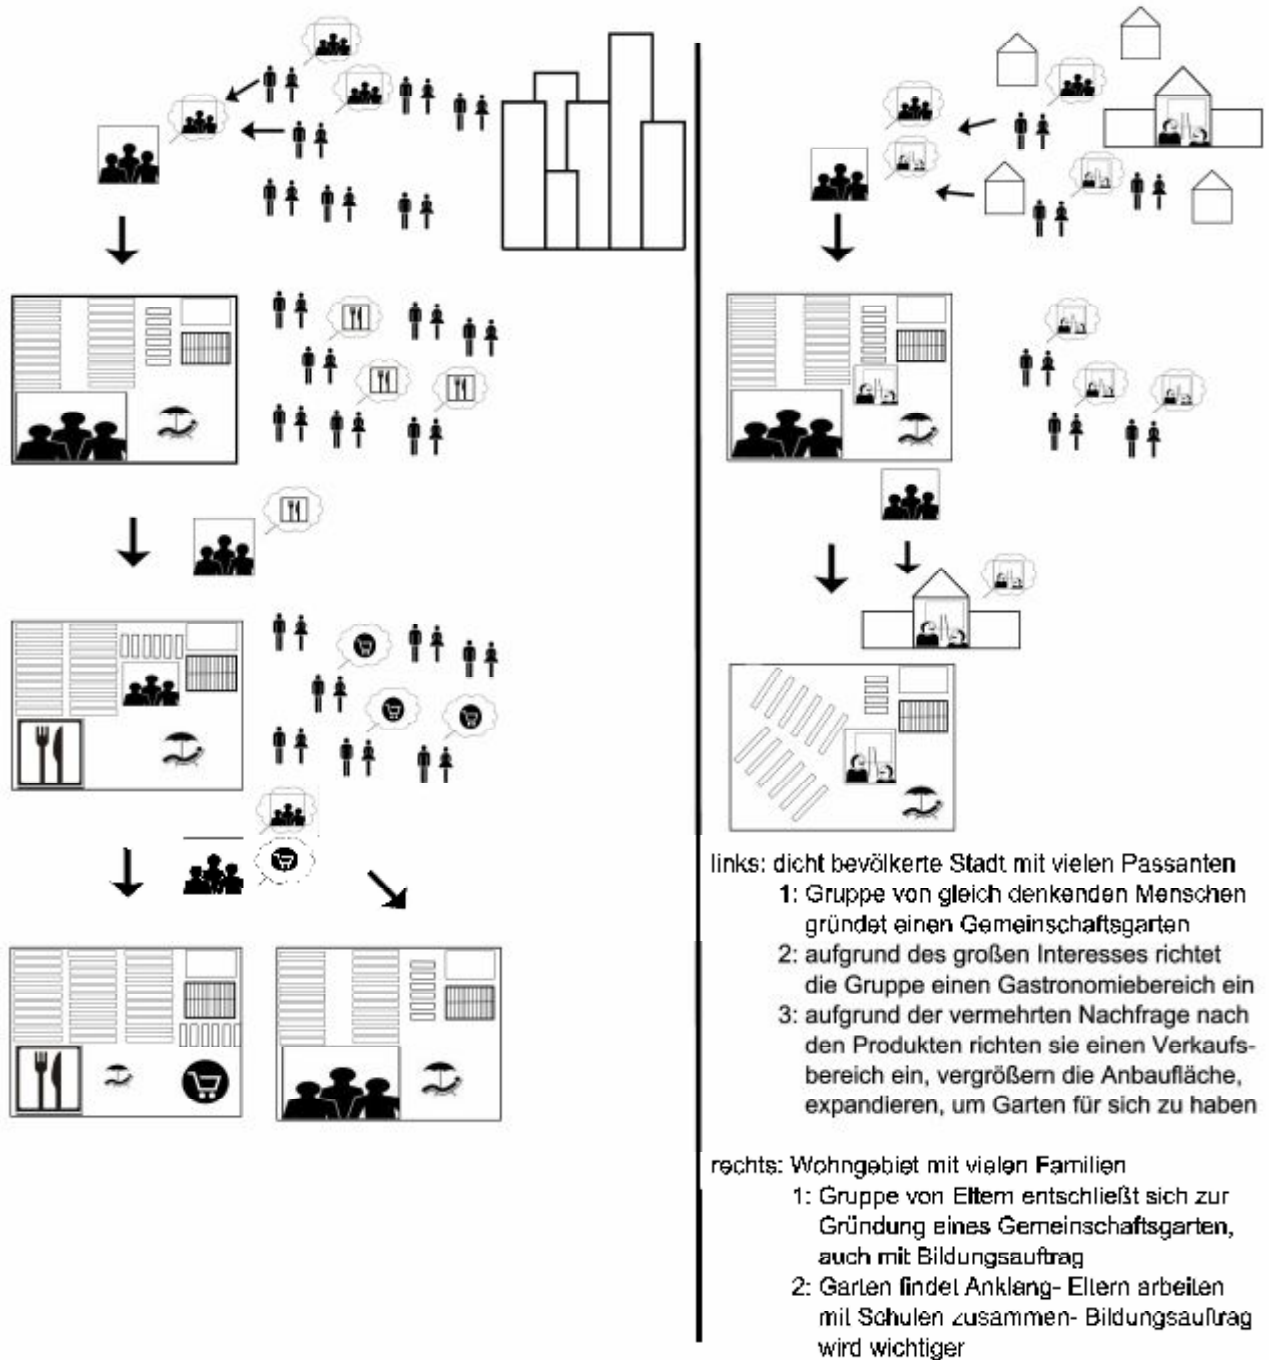 links: dicht bevölkerte Stadt mit vielen Passanten
1: Gruppe von gleich denkenden Menschen
gründet einen Gemeinschaftsgarten
2: aufgrund des großen Interesses richtet
die Gruppe einen Gastronomiebereich ein
3: aufgrund der vermehrten Nachfrage nach
den Produkten richten sie einen Verkaufs-
bereich ein, vergrößern die Anbaufläche,
expandieren, um Garten für sich zu haben
rechts: Wohngebiet mit vielen Familien
1: Gruppe von Eltern entschließt sich zur
Gründung eines Gemeinschaftsgarten,
auch mit Bildungsauftrag
2: Garten findet Anklang- Eltern arbeiten
mit Schulen zusammen- Bildungsauftrag
wird wichtiger